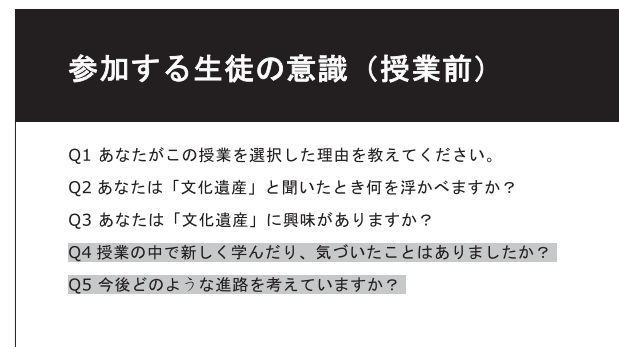 参加する生徒の意識（授業前）
Q1 あなたがこの授業を選択した理由を教えてください。
Q2 あなたは「文化遺産」と聞いたとき何を浮かべますか？
Q3 あなたは「文化遺産」に興味がありますか？
Q4 授業の中で新しく学んだり、気づいたことはありましたか？
Q5 今後どのような進路を考えていますか？